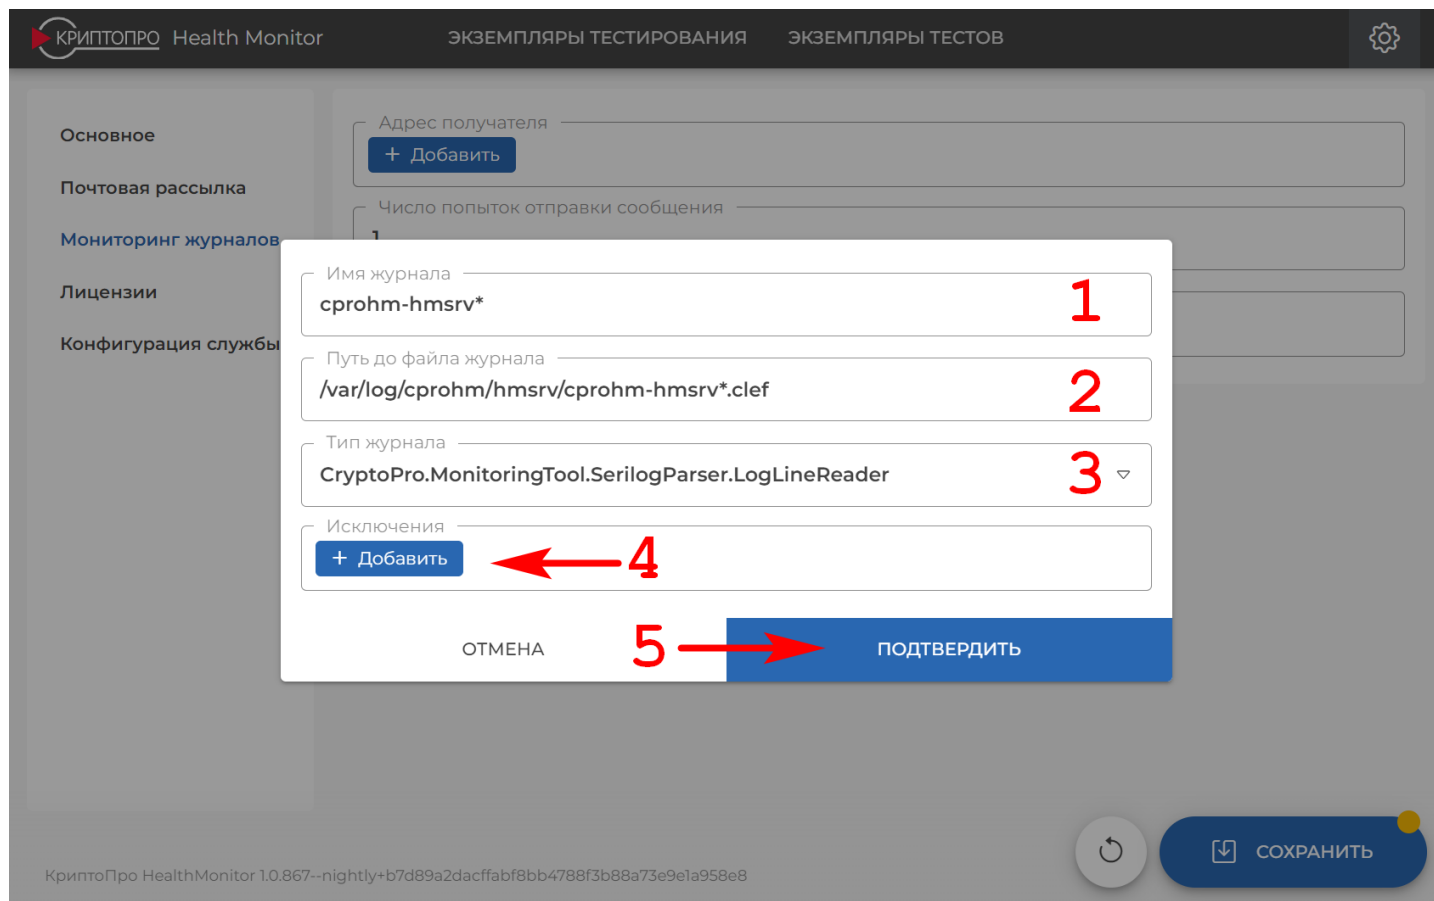 КРИПТОПРО Health Monitor ЭКЗЕМПЛЯРЫ ТЕСТИРОВАНИЯ ЭКЗЕМПЛЯРЫ ТЕСТОВ
Основное
Почтовая рассылка
Мониторинг журналов
Лицензии
Конфигурация службы
Адрес получателя
+ Добавить
Число попыток отправки сообщения
1
Имя журнала
cprohm-hmsrv*
1
Путь до файла журнала
/var/log/cprohm/hmsrv/cprohm-hmsrv*.clef
2
Тип журнала
CryptoPro.MonitoringTool.SerilogParser.LogLineReader
3
Исключения
+ Добавить
4
ОТМЕНА
5
ПОДТВЕРДИТЬ
СОХРАНИТЬ
КриптоПро HealthMonitor 1.0.867--nightly+b7d89a2dacffabf8bb4788f3b88a73e9e1a958e8